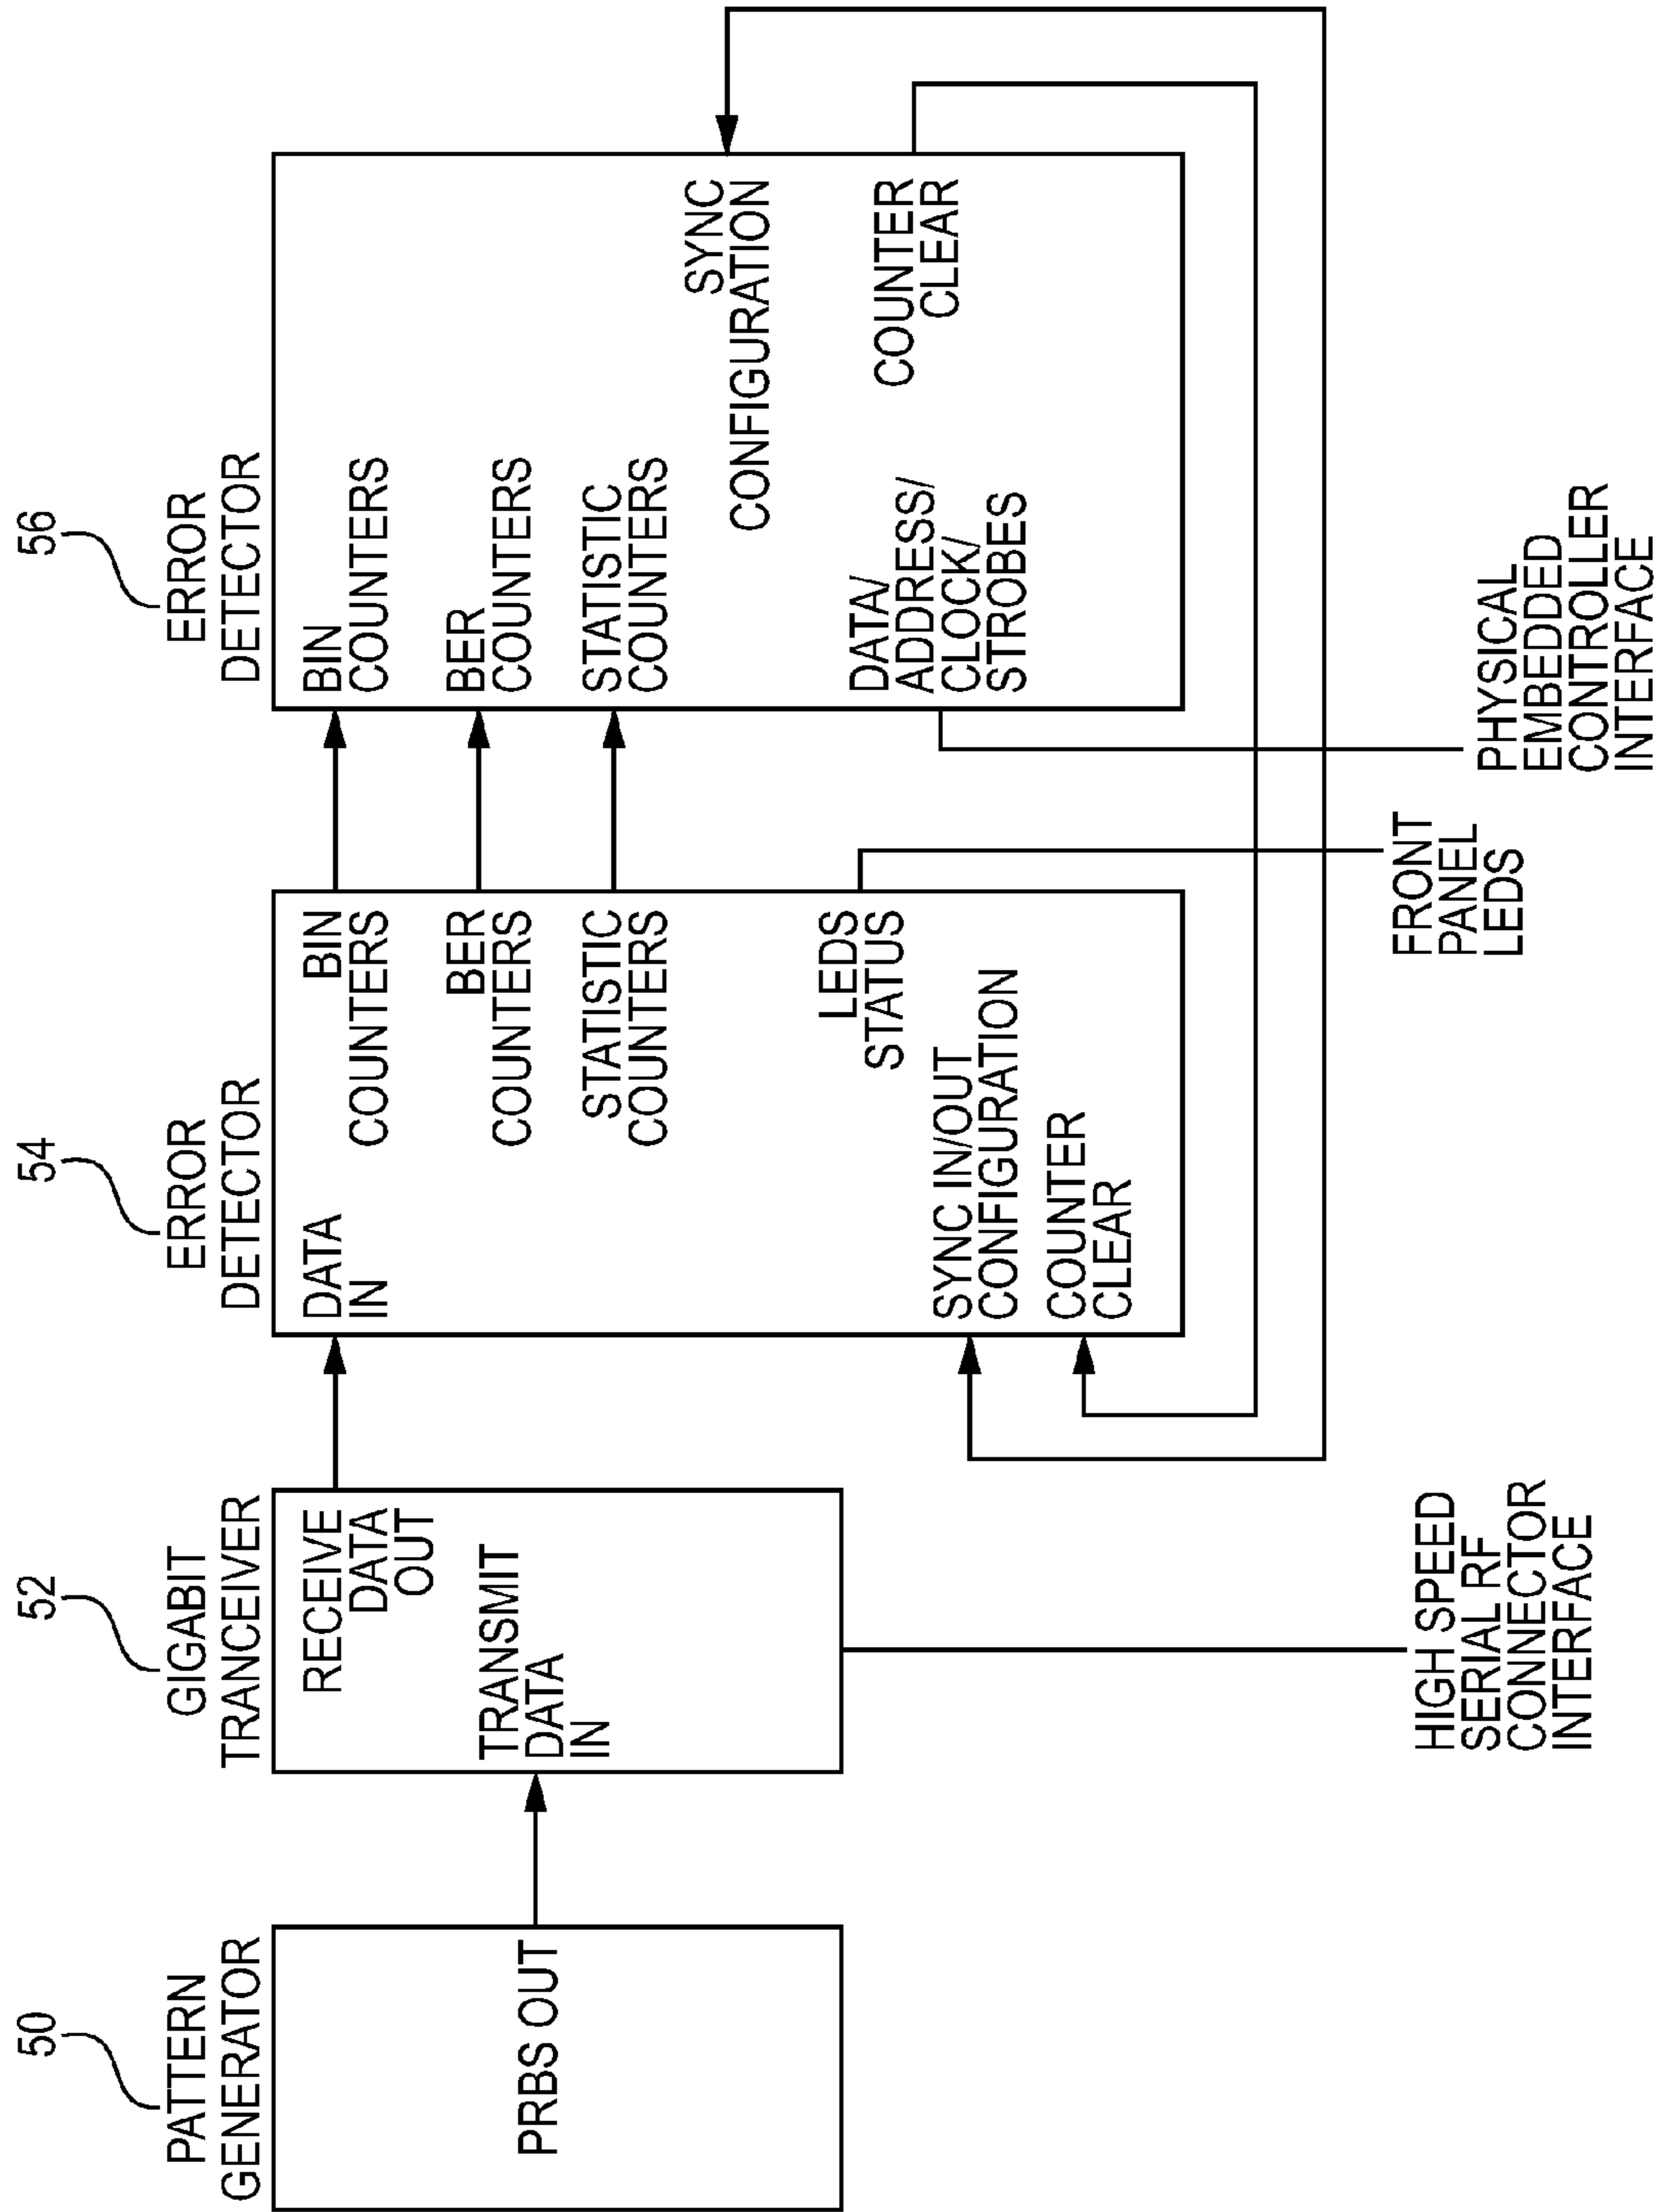 50
PATTERN
GENERATOR
PRBS OUT
52
GIGABIT
TRANCEIVER
RECEIVE
DATA
OUT
TRANSMIT
DATA
IN
HIGH SPEED
SERIAL RF
CONNECTOR
INTERFACE
54
ERROR
DETECTOR
DATA
IN
BIN
COUNTERS
BER
COUNTERS
STATISTIC
COUNTERS
LEDS
STATUS
SYNC IN/OUT
CONFIGURATION
COUNTER
CLEAR
FRONT
PANEL
LEDS
56
ERROR
DETECTOR
BIN
COUNTERS
BER
COUNTERS
STATISTIC
COUNTERS
SYNC
CONFIGURATION
DATA/
ADDRESS/
CLOCK/
STROBES
COUNTER
CLEAR
PHYSICAL
EMBEDDED
CONTROLLER
INTERFACE